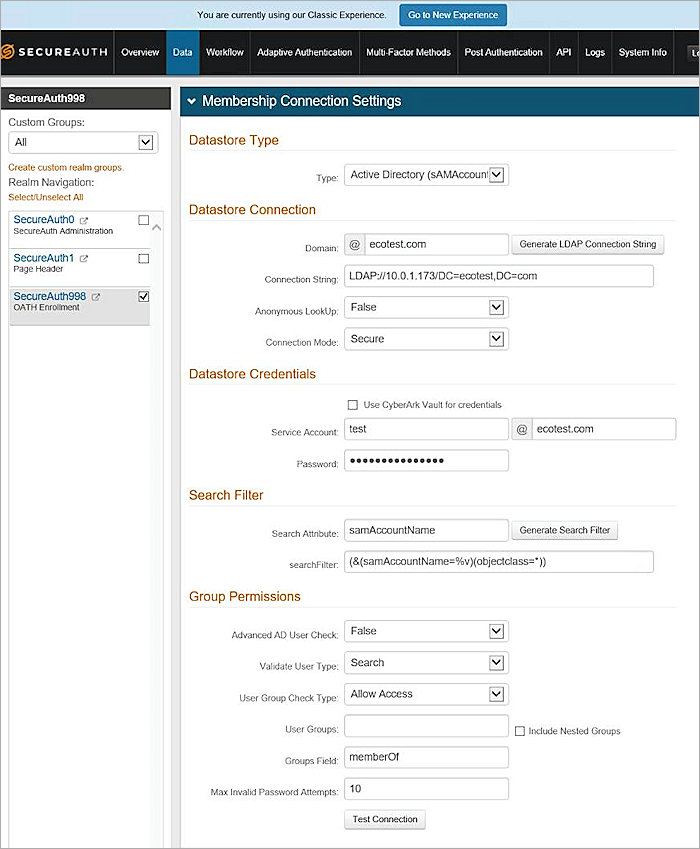 You are currently using our Classic Experience. Go to New Experience
SECUREAUTH Overview Data Workflow Adaptive Authentication Multi-Factor Methods Post Authentication API Logs System Info
SecureAuth998
Custom Groups:
All
Create custom realm groups.
Realm Navigation:
Select/Unselect All
SecureAuth0
SecureAuth Administration
SecureAuth1
Page Header
SecureAuth998
OATH Enrollment
Membership Connection Settings
Datastore Type
Type: Active Directory (sAMAccount
Datastore Connection
Domain: @ ecotest.com Generate LDAP Connection String
Connection String: LDAP://10.0.1.173/DC=ecotest,DC=com
Anonymous LookUp: False
Connection Mode: Secure
Datastore Credentials
Use CyberArk Vault for credentials
Service Account: test @ ecotest.com
Password: •••••••••••••••
Search Filter
Search Attribute: samAccountName Generate Search Filter
searchFilter: (&(samAccountName=%v)(objectclass=*))
Group Permissions
Advanced AD User Check: False
Validate User Type: Search
User Group Check Type: Allow Access
User Groups: Include Nested Groups
Groups Field: memberOf
Max Invalid Password Attempts: 10
Test Connection